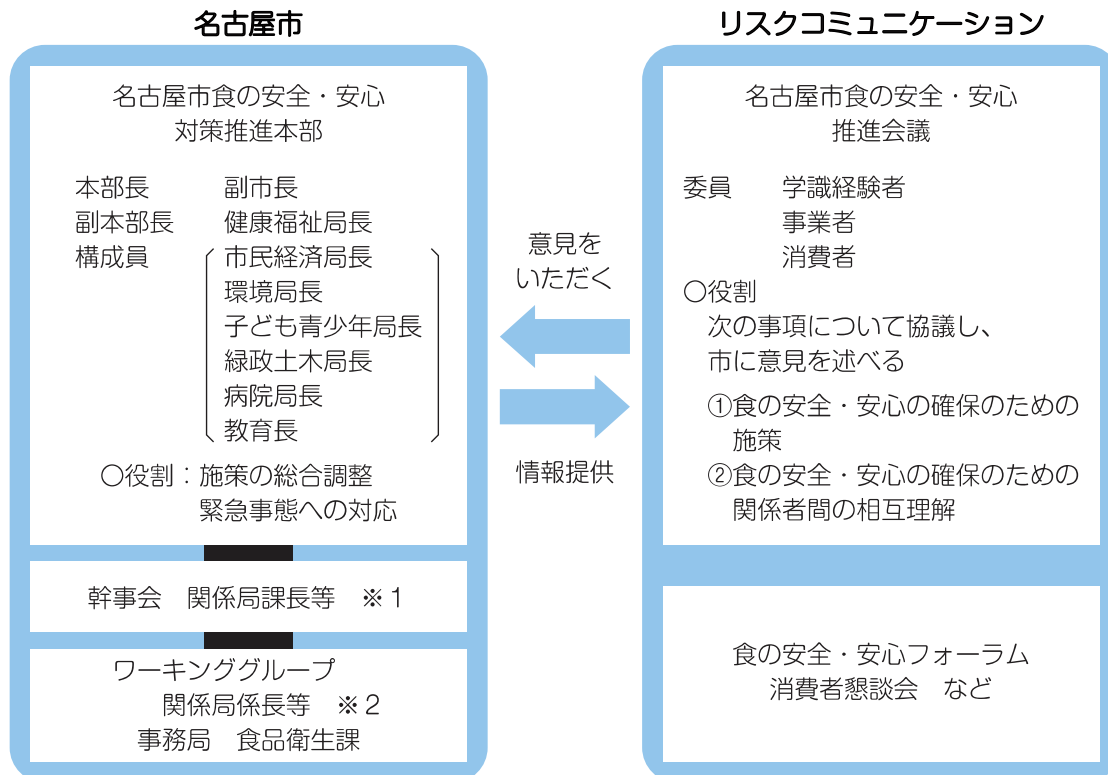 名古屋市
名古屋市食の安全・安心
対策推進本部
本部長　副市長
副本部長　健康福祉局長
構成員　市民経済局長
環境局長
子ども青少年局長
緑政土木局長
病院局長
教育長
〇役割：施策の総合調整
緊急事態への対応
幹事会　関係局課長等　※1
ワーキンググループ
関係局係長等　※2
事務局　食品衛生課
意見を
いただく
情報提供
リスクコミュニケーション
名古屋市食の安全・安心
推進会議
委員　学識経験者
事業者
消費者
〇役割
次の事項について協議し、
市に意見を述べる
①食の安全・安心の確保のための
施策
②食の安全・安心の確保のための
関係者間の相互理解
食の安全・安心フォーラム
消費者懇談会　など